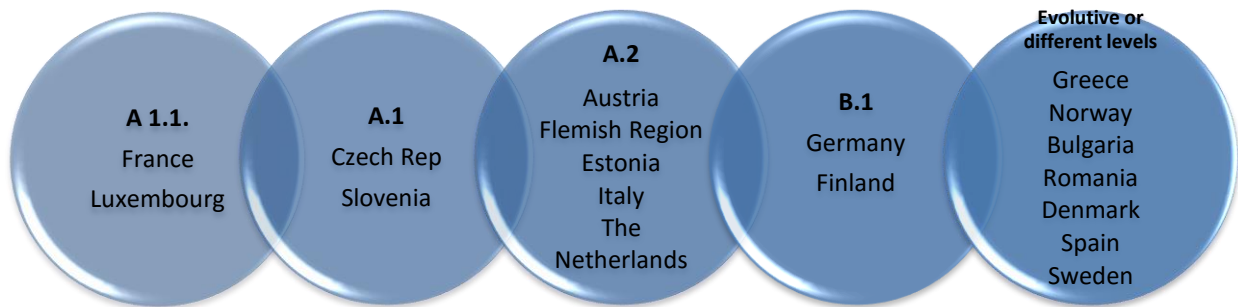 A 1.1.
France
Luxembourg
A.1
Czech Rep
Slovenia
A.2
Austria
Flemish Region
Estonia
Italy
The
Netherlands
B.1
Germany
Finland
Evolutive or
different levels
Greece
Norway
Bulgaria
Romania
Denmark
Spain
Sweden